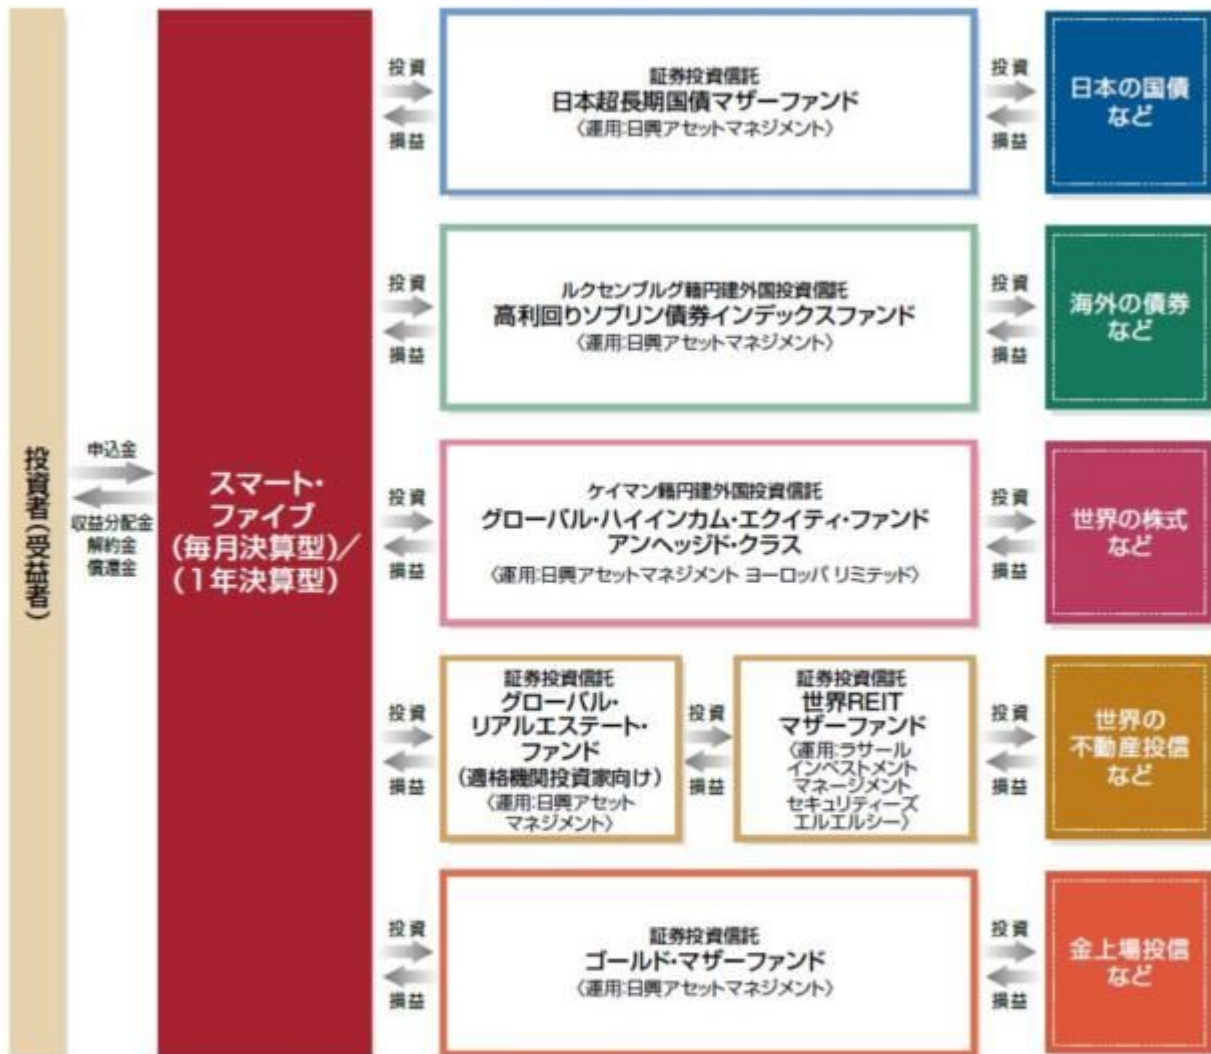 投資者(受益者)
申込金
収益分配金
解約金
償還金
スマート・
ファイブ
(毎月決算型)/
(1年決算型)
投資
損益
証券投資信託
日本超長期国債マザーファンド
〈運用:日興アセットマネジメント〉
投資
損益
日本の国債
など
投資
損益
ルクセンブルグ籍円建外国投資信託
高利回りソブリン債券インデックスファンド
〈運用:日興アセットマネジメント〉
投資
損益
海外の債券
など
投資
損益
ケイマン籍円建外国投資信託
グローバル・ハイインカム・エクイティ・ファンド
アンヘッジド・クラス
〈運用:日興アセットマネジメント ヨーロッパ リミテッド〉
投資
損益
世界の株式
など
投資
損益
証券投資信託
グローバル・
リアルエステート・
ファンド
(適格機関投資家向け)
〈運用:日興アセット
マネジメント〉
投資
損益
証券投資信託
世界REIT
マザーファンド
〈運用:ラサール
インベストメント
マネージメント
セキュリティーズ
エルエルシー〉
投資
損益
世界の
不動産投信
など
投資
損益
証券投資信託
ゴールド・マザーファンド
〈運用:日興アセットマネジメント〉
投資
損益
金上場投信
など